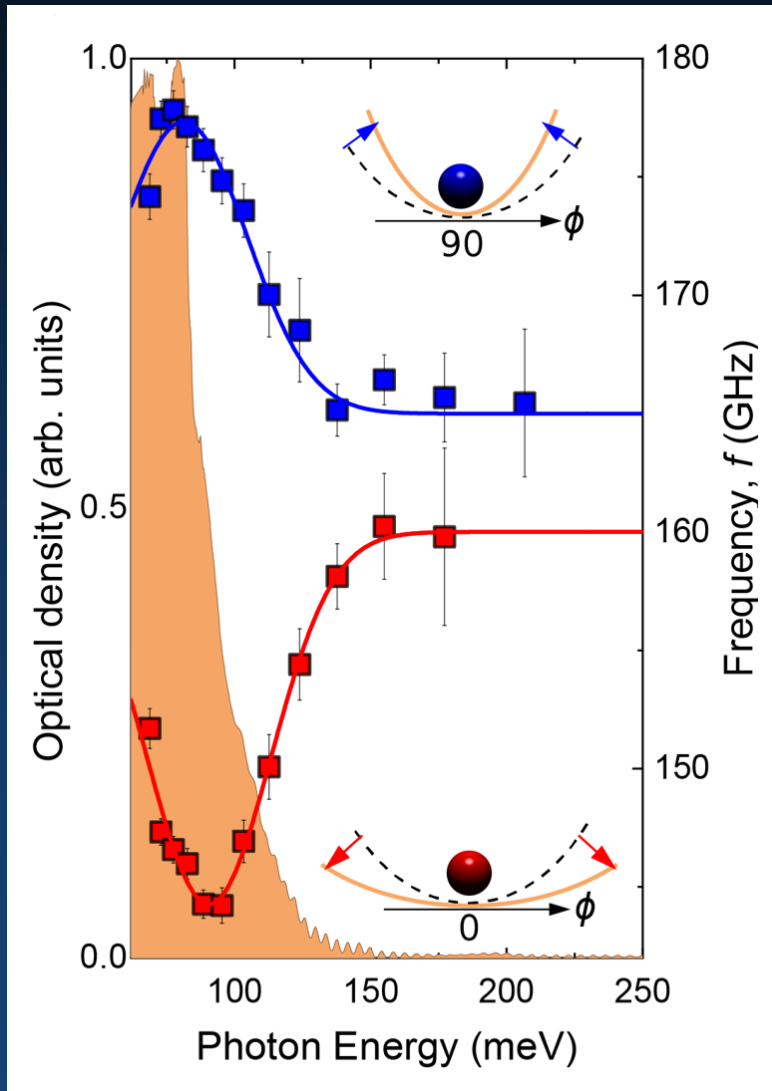 1.0
0.5
0.0
Optical density (arb. units)
180
170
160
150
Frequency, f (GHz)
90
ϕ
0
ϕ
100
150
200
250
Photon Energy (meV)